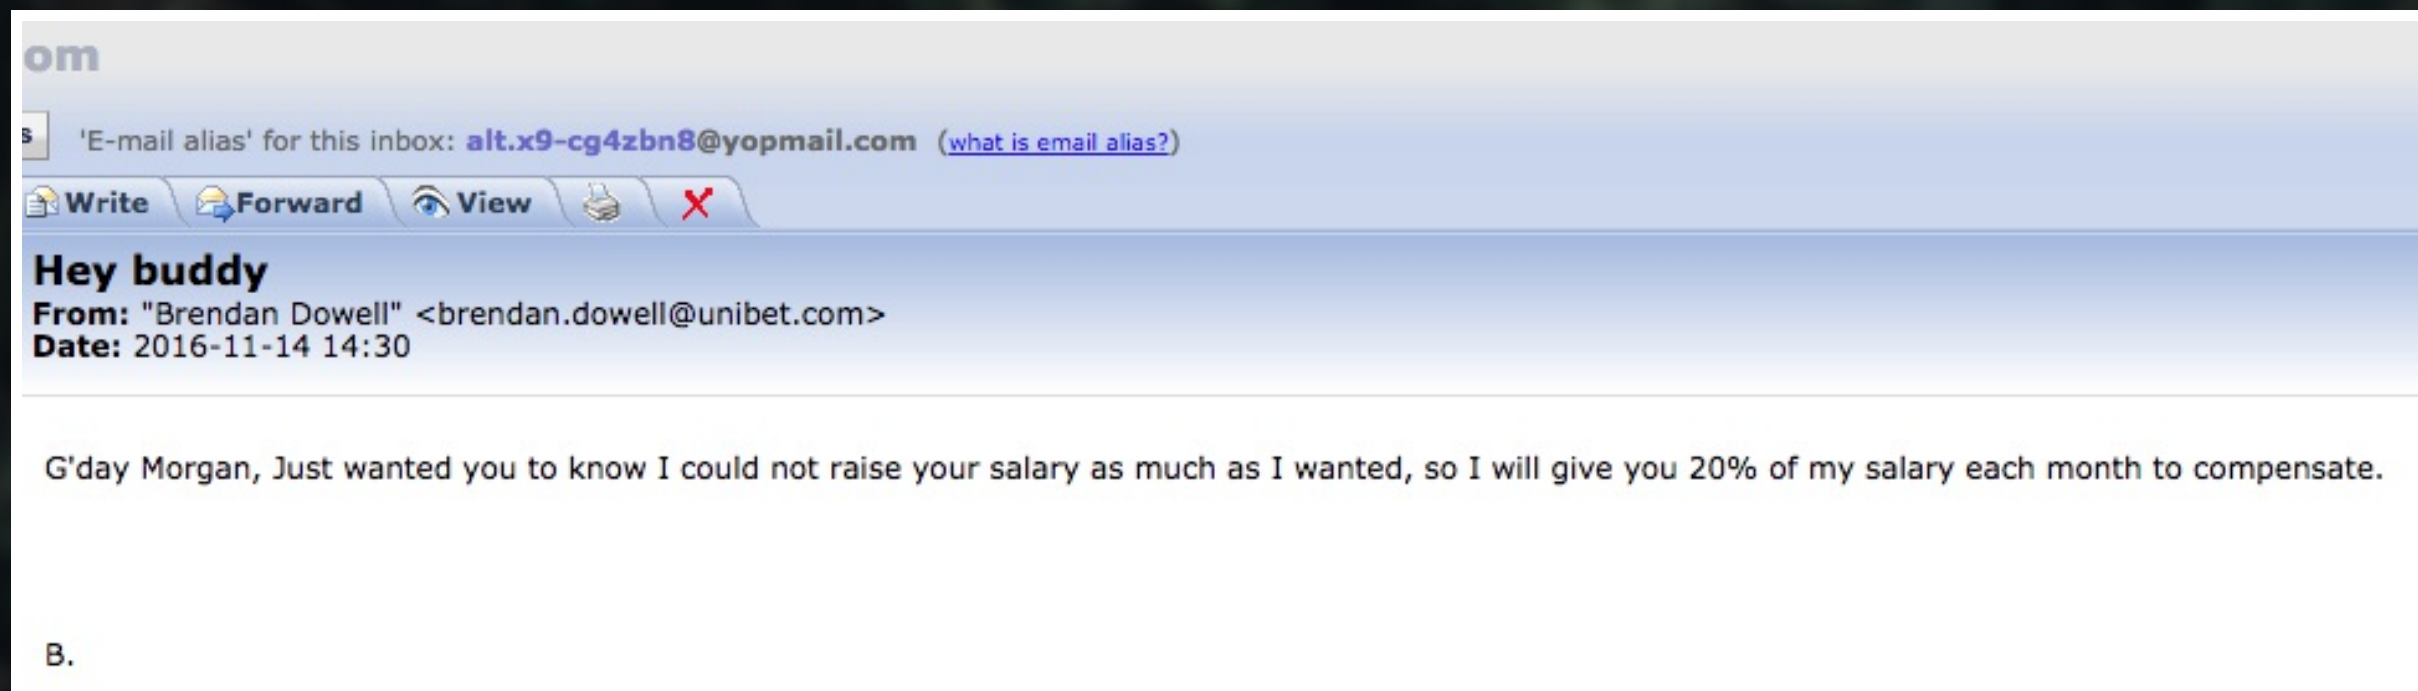 om
s 'E-mail alias' for this inbox: alt.x9-cg4zbn8@yopmail.com (what is email alias?)
Write Forward View
Hey buddy
From: "Brendan Dowell" <brendan.dowell@unibet.com>
Date: 2016-11-14 14:30
G'day Morgan, Just wanted you to know I could not raise your salary as much as I wanted, so I will give you 20% of my salary each month to compensate.
B.